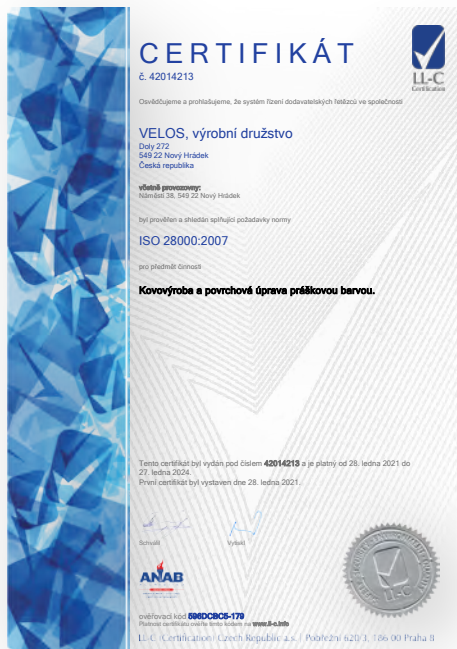 CERTIFIKÁT
č. 42014213
LL-C
Certification
Osvědčujeme a prohlašujeme, že systém řízení dodavatelských řetězců ve společnosti
VELOS, výrobní družstvo
Doly 272
549 22 Nový Hrádek
Česká republika
včetně provozovny:
Náměstí 38, 549 22 Nový Hrádek
byl prověřen a shledán splňující požadavky normy
ISO 28000:2007
pro předmět činnosti
Kovovýroba a povrchová úprava práškovou barvou.
Tento certifikát byl vydán pod číslem 42014213 a je platný od 28. ledna 2021 do
27. ledna 2024.
První certifikát byl vystaven dne 28. ledna 2021.
Schválil
Vydal
ANAB
LL-C
ověřovací kód 596DCBC5-179
Platnost certifikátu ověříte tímto kódem na www.ll-c.info
LL-C (Certification) Czech Republic a.s. | Pobřežní 620/3, 186 00 Praha 8